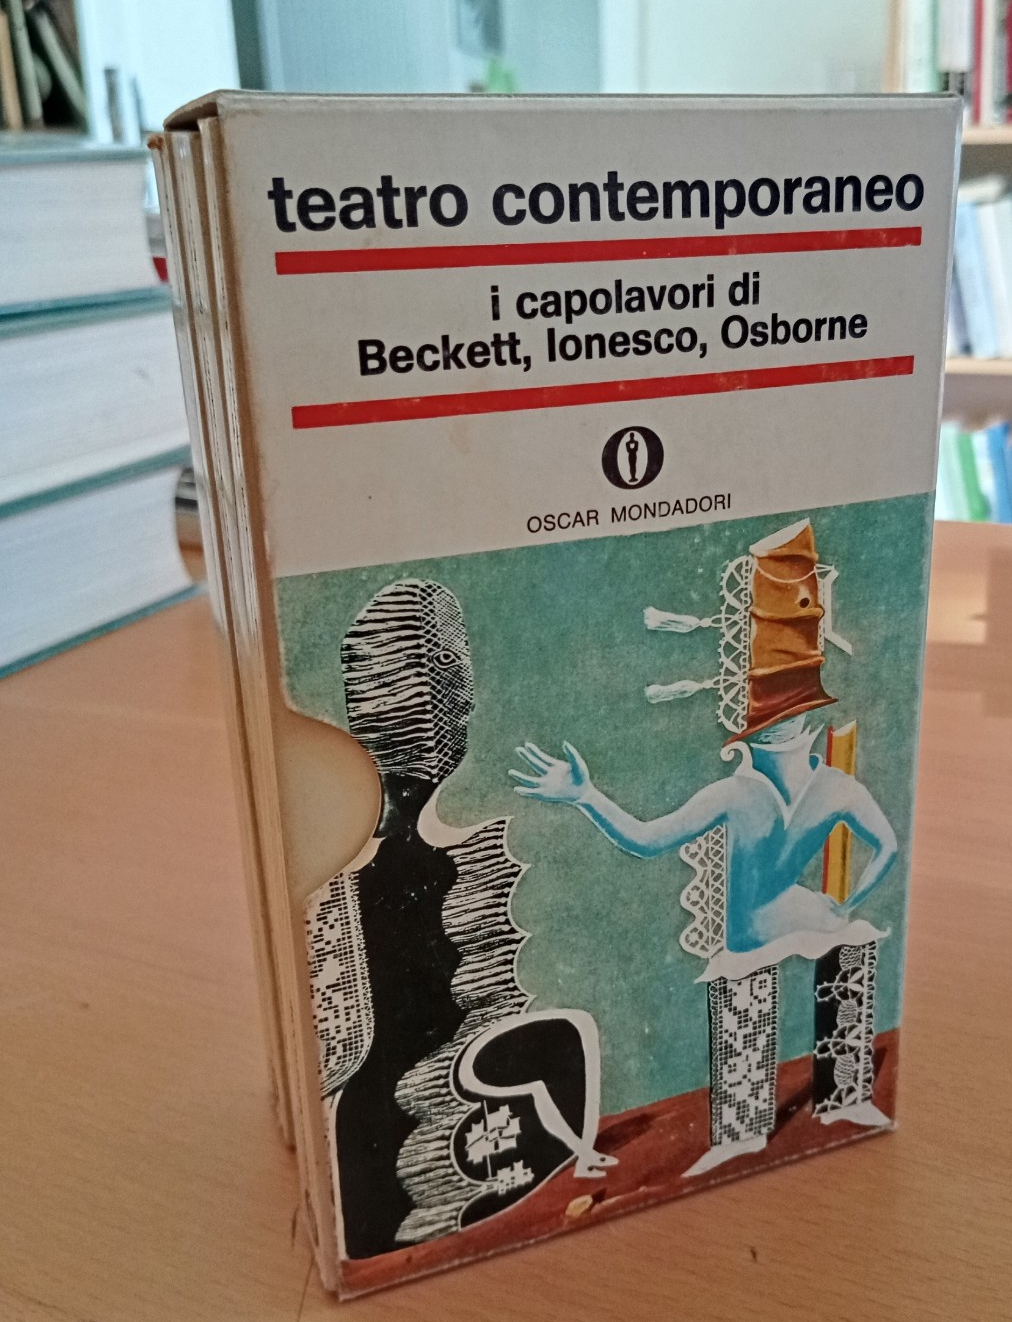 teatro contemporaneo
i capolavori di
Beckett, Ionesco, Osborne
OSCAR MONDADORI